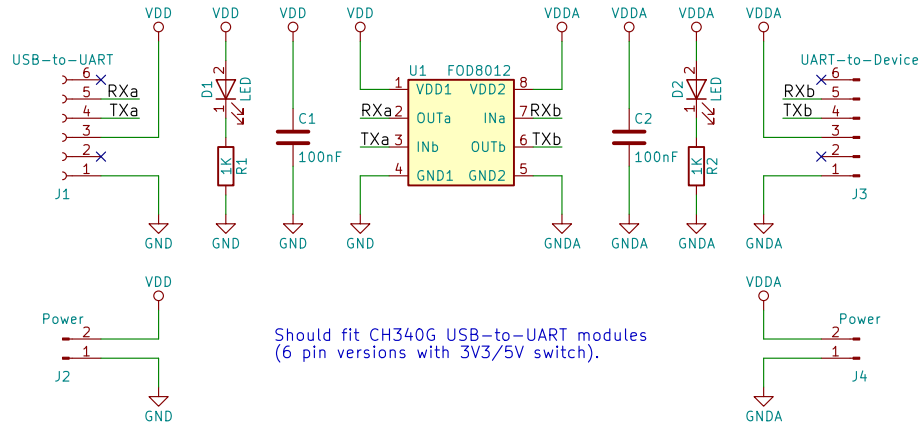 VDD VDD VDD VDD VDDA VDDA VDDA VDDA
USB-to-UART
6
5 RXa
4 TXa
3
2
1
J1
GND
D1 2 1 LED
1K R1
GND
C1
100nF
GND
U1 FOD8012
1 VDD1 VDD2 8
RXa 2 OUTa INa 7 RXb
TXa 3 INb OUTb 6 TXb
4 GND1 GND2 5
GND GNDA
C2
100nF
GNDA
D2 2 1 LED
1K R2
GNDA
UART-to-Device
6
RXb 5
TXb 4
3
2
1
J3
GNDA
VDD
Power
2
1
J2
GND
Should fit CH340G USB-to-UART modules
(6 pin versions with 3V3/5V switch).
VDDA
Power
2
1
J4
GNDA